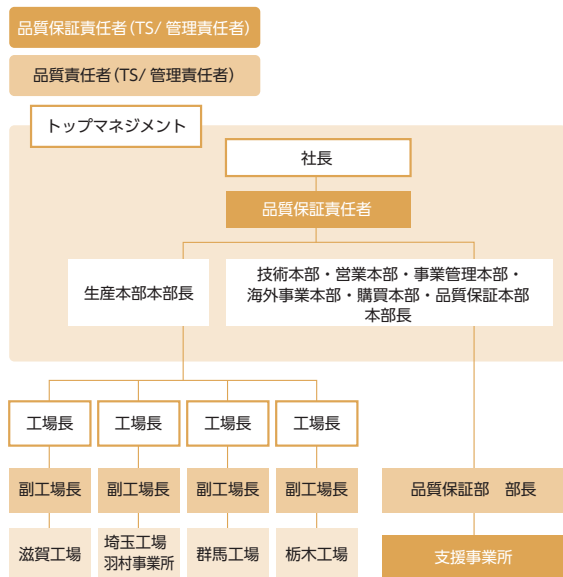 品質保証責任者(TS/管理責任者)
品質責任者(TS/管理責任者)
トップマネジメント
社長
品質保証責任者
生産本部本部長
技術本部・営業本部・事業管理本部・
海外事業本部・購買本部・品質保証本部
本部長
工場長
工場長
工場長
工場長
副工場長
副工場長
副工場長
副工場長
品質保証部 部長
滋賀工場
埼玉工場
羽村事業所
群馬工場
栃木工場
支援事業所